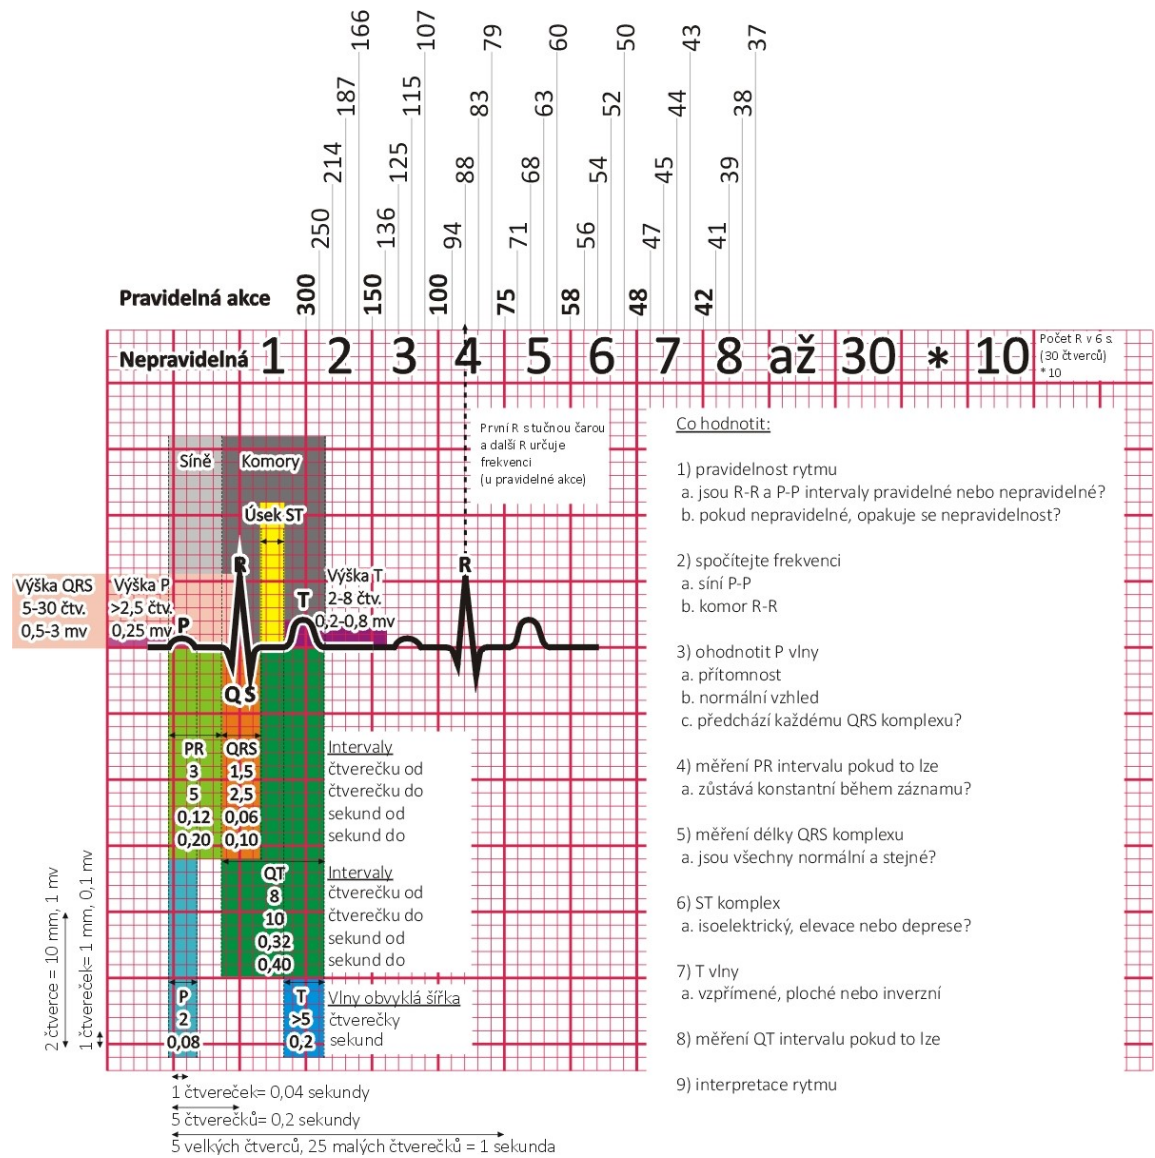 166
107
79
60
50
43
37
187
115
83
63
52
44
38
214
125
88
68
54
45
39
250
136
94
71
56
47
41
300
150
100
75
58
48
42
Pravidelná akce
Nepravidelná 1 2 3 4 5 6 7 8 až 30 * 10
Počet R v 6 s.
(30 čtverců)
* 10
První R s tučnou čarou
a další R určuje
frekvenci
(u pravidelné akce)
Síně
Komory
Úsek ST
R
R
Výška QRS
5-30 čtv.
0,5-3 mv
Výška P
>2,5 čtv.
0,25 mv
P
T
Výška T
2-8 čtv.
0,2-0,8 mv
Q S
PR
3
5
0,12
0,20
QRS
1,5
2,5
0,06
0,10
Intervaly
čtverečku od
čtverečku do
sekund od
sekund do
QT
8
10
0,32
0,40
Intervaly
čtverečku od
čtverečku do
sekund od
sekund do
P
2
0,08
T
>5
0,2
Vlny obvyklá šířka
čtverečky
sekund
2 čtverce = 10 mm, 1 mv
1 čtvereček= 1 mm, 0,1 mv
1 čtvereček= 0,04 sekundy
5 čtverečků= 0,2 sekundy
5 velkých čtverců, 25 malých čtverečků = 1 sekunda
Co hodnotit:
1) pravidelnost rytmu
a. jsou R-R a P-P intervaly pravidelné nebo nepravidelné?
b. pokud nepravidelné, opakuje se nepravidelnost?
2) spočítejte frekvenci
a. síní P-P
b. komor R-R
3) ohodnotit P vlny
a. přítomnost
b. normální vzhled
c. předchází každému QRS komplexu?
4) měření PR intervalu pokud to lze
a. zůstává konstantní během záznamu?
5) měření délky QRS komplexu
a. jsou všechny normální a stejné?
6) ST komplex
a. isoelektrický, elevace nebo deprese?
7) T vlny
a. vzpřímené, ploché nebo inverzní
8) měření QT intervalu pokud to lze
9) interpretace rytmu